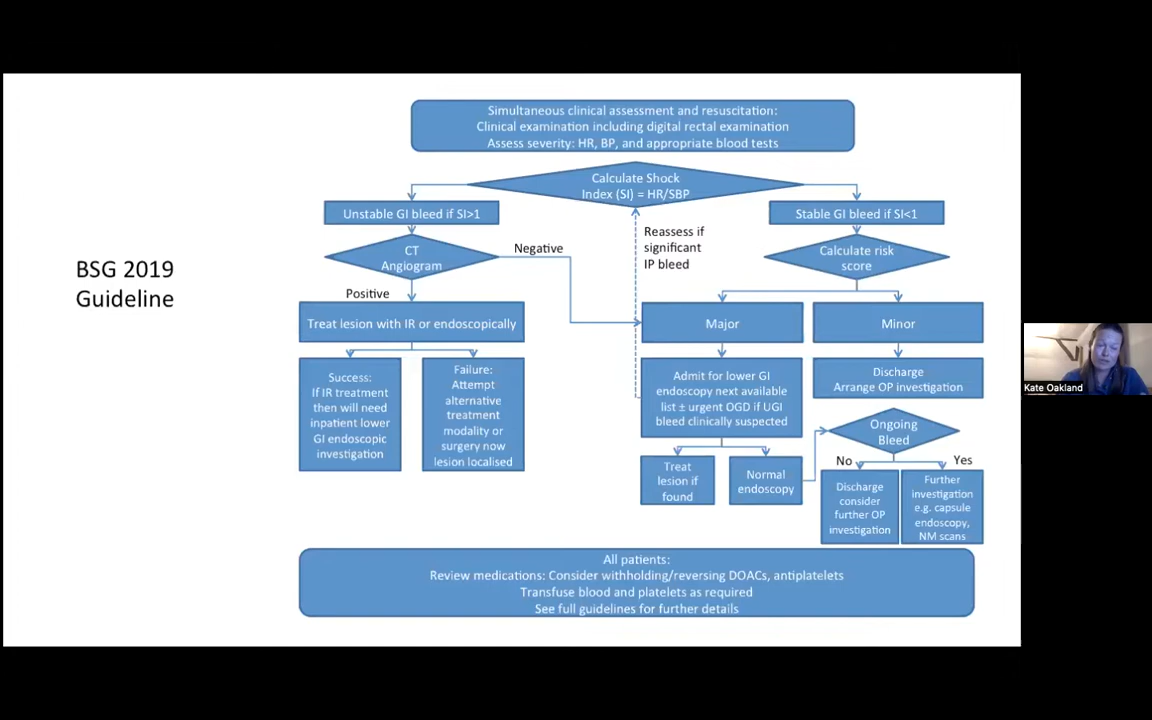 BSG 2019
Guideline
Simultaneous clinical assessment and resuscitation:
Clinical examination including digital rectal examination
Assess severity: HR, BP, and appropriate blood tests
Calculate Shock
Index (SI) = HR/SBP
Unstable GI bleed if SI>1
Stable GI bleed if SI<1
CT
Angiogram
Negative
Reassess if
significant
IP bleed
Calculate risk
score
Positive
Treat lesion with IR or endoscopically
Major
Minor
Success:
If IR treatment
then will need
inpatient lower
GI endoscopic
investigation
Failure:
Attempt
alternative
treatment
modality or
surgery now
lesion localised
Admit for lower GI
endoscopy next available
list ± urgent OGD if UGI
bleed clinically suspected
Discharge
Arrange OP investigation
Ongoing
Bleed
No
Yes
Treat
lesion if
found
Normal
endoscopy
Discharge
consider
further OP
investigation
Further
investigation
e.g. capsule
endoscopy,
NM scans
All patients:
Review medications: Consider withholding/reversing DOACs, antiplatelets
Transfuse blood and platelets as required
See full guidelines for further details
Kate Oakland